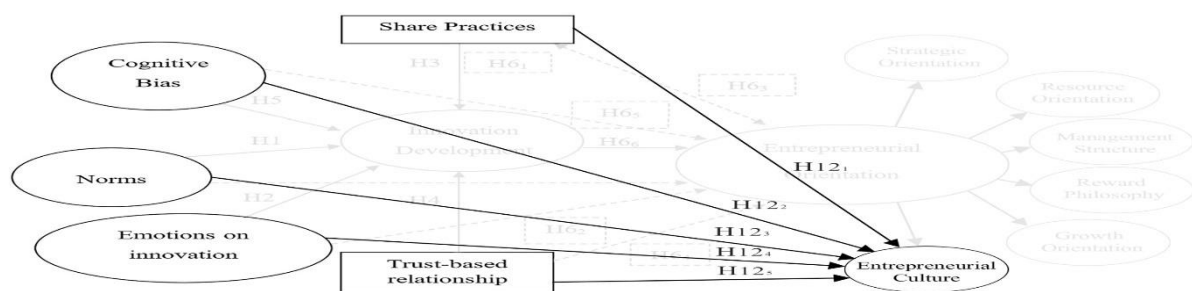 Share Practices
Cognitive
Bias
H3
H6₁
H6₃
Strategic
Orientation
Resource
Orientation
H5
H6₅
Innovation
Development
H1
H6₆
Entrepreneurial
Orientation
Management
Structure
H12₁
Norms
Reward
Philosophy
H2
H4
H12₂
H6₂
H12₃
Growth
Orientation
Emotions on
innovation
H12₄
Trust-based
relationship
H12₅
Entrepreneurial
Culture